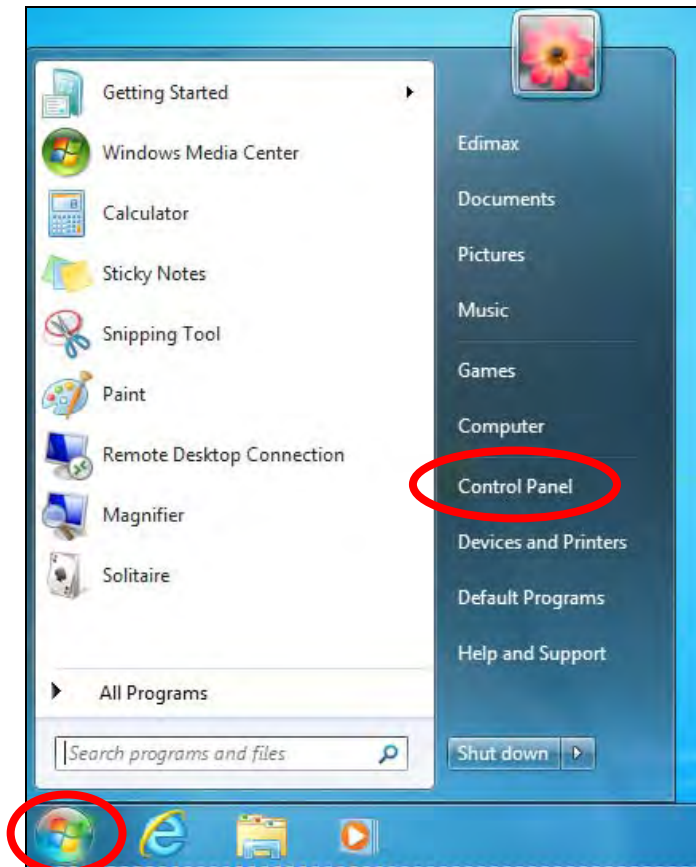 Getting Started
Windows Media Center
Calculator
Sticky Notes
Snipping Tool
Paint
Remote Desktop Connection
Magnifier
Solitaire
All Programs
Search programs and files
Edimax
Documents
Pictures
Music
Games
Computer
Control Panel
Devices and Printers
Default Programs
Help and Support
Shut down